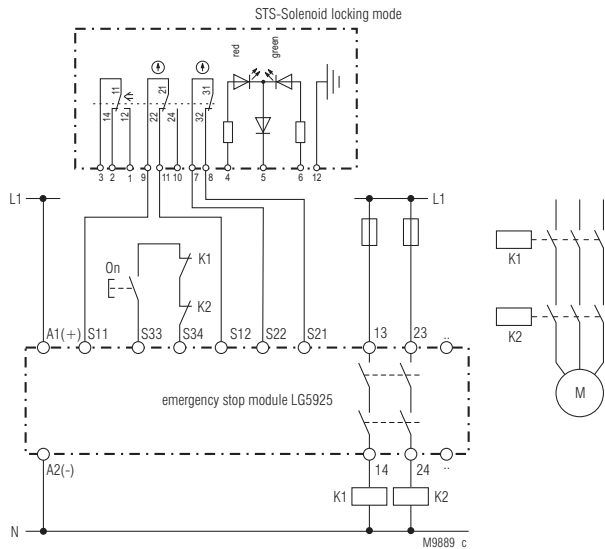 STS-Solenoid locking mode
red
green
11
21
31
14
12
22
24
32
3
2
1
9
11
10
7
8
4
5
6
12
L1
L1
On
K1
K2
K1
K2
A1(+)
S11
S33
S34
S12
S22
S21
13
23
..
emergency stop module LG5925
M
A2(-)
14
24
..
K1
K2
N
M9889_c